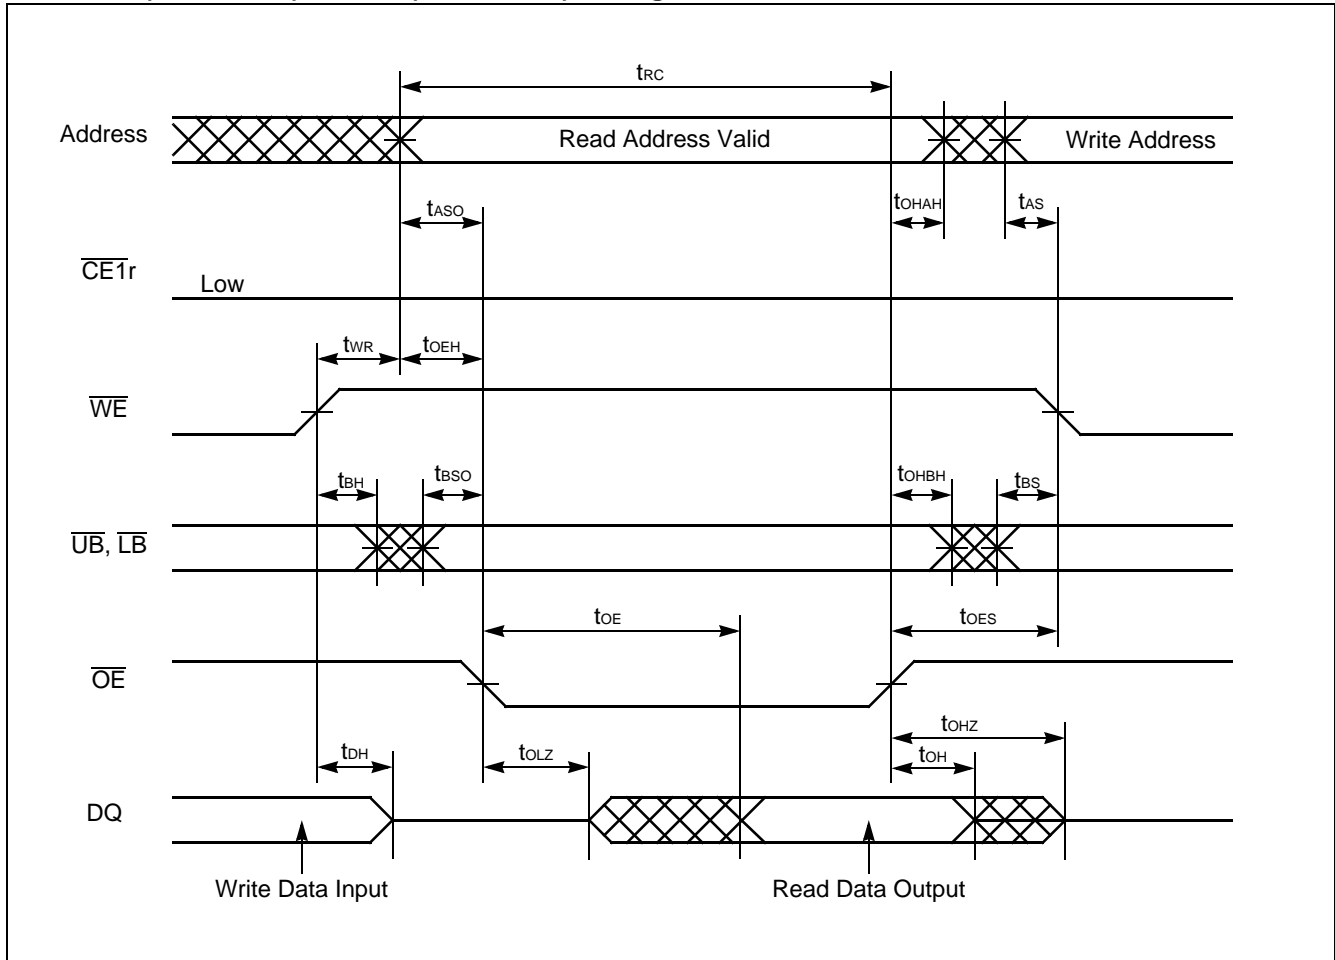 tRC
Address
Read Address Valid
Write Address
tASO
tOHAH
tAS
CE1r
Low
tWR
tOEH
WE
tBH
tBSO
tOHBH
tBS
UB, LB
tOE
tOES
OE
tOHZ
tDH
tOLZ
tOH
DQ
Write Data Input
Read Data Output